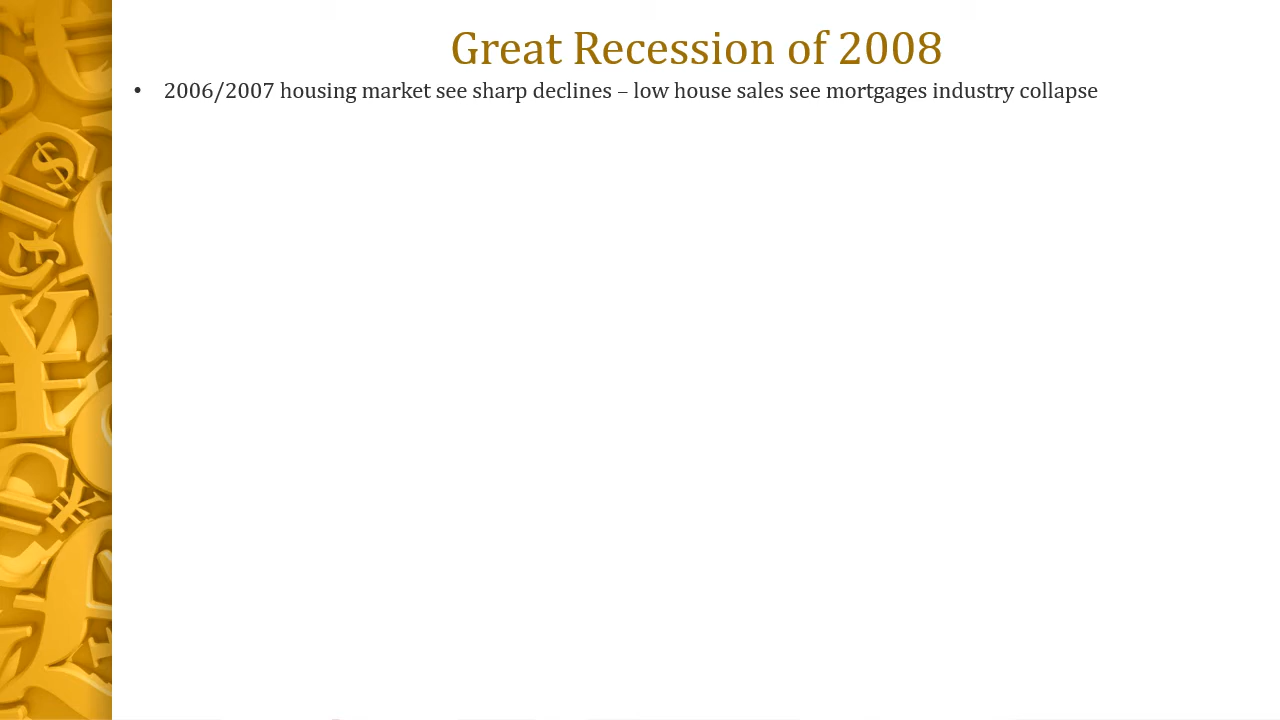 Great Recession of 2008
• 2006/2007 housing market see sharp declines – low house sales see mortgages industry collapse